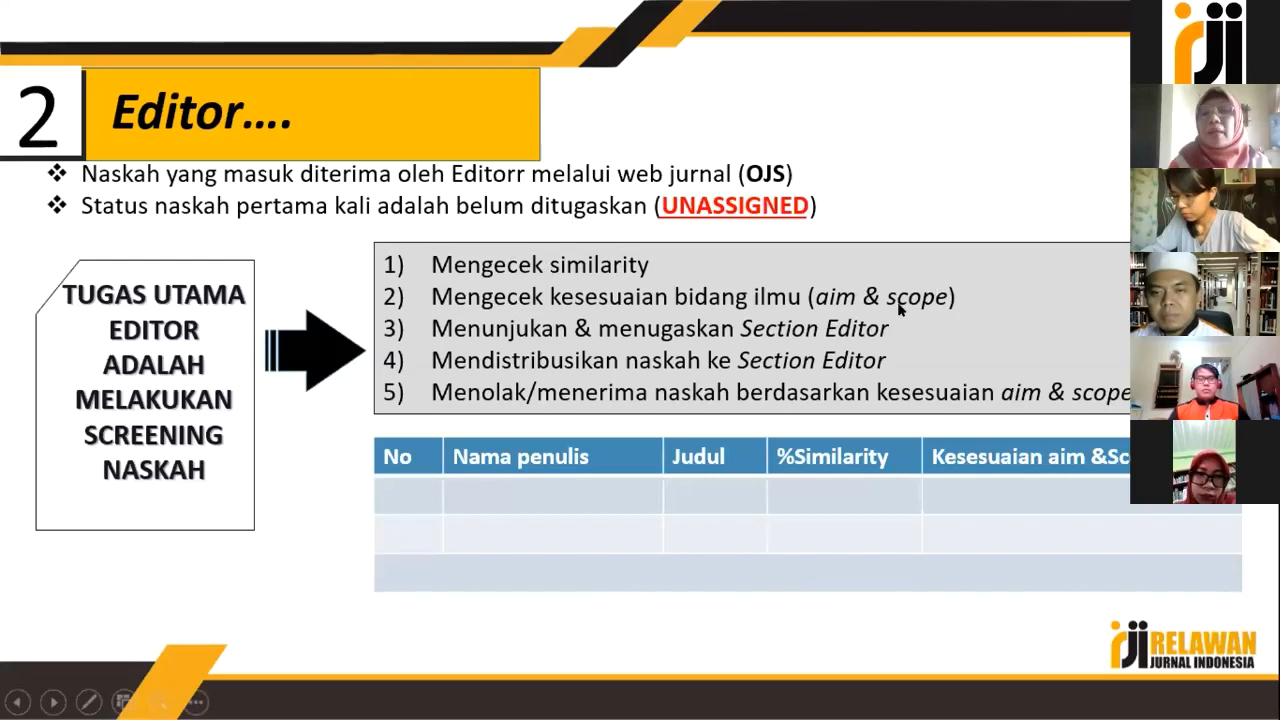 2
Editor....
❖ Naskah yang masuk diterima oleh Editorr melalui web jurnal (OJS)
❖ Status naskah pertama kali adalah belum ditugaskan (UNASSIGNED)
TUGAS UTAMA
EDITOR
ADALAH
MELAKUKAN
SCREENING
NASKAH
1) Mengecek similarity
2) Mengecek kesesuaian bidang ilmu (aim & scope)
3) Menunjukan & menugaskan Section Editor
4) Mendistribusikan naskah ke Section Editor
5) Menolak/menerima naskah berdasarkan kesesuaian aim & scope
No Nama penulis Judul %Similarity Kesesuaian aim &Sc
rji
rji RELAWAN
JURNAL INDONESIA